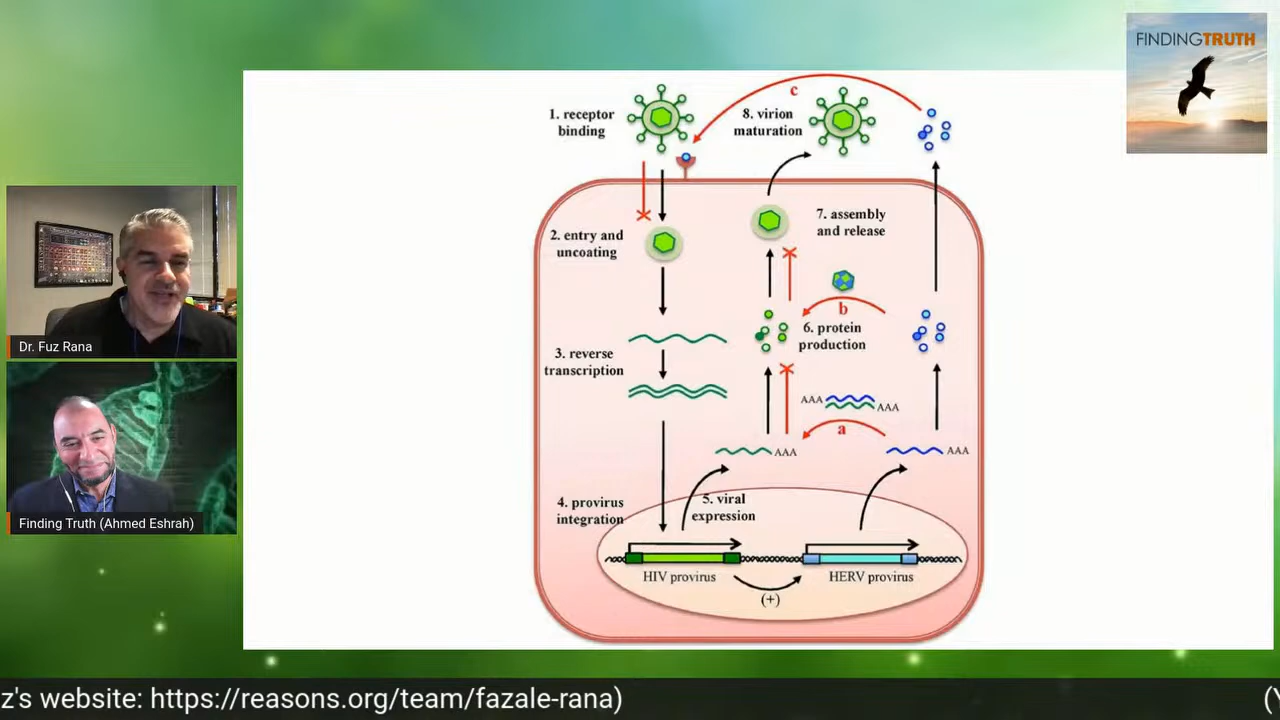 FINDINGTRUTH
1. receptor
binding
c
8. virion
maturation
2. entry and
uncoating
7. assembly
and release
b
6. protein
production
3. reverse
transcription
AAA
AAA
a
AAA
AAA
4. provirus
integration
5. viral
expression
HIV provirus
HERV provirus
(+)
Dr. Fuz Rana
Finding Truth (Ahmed Eshrah)
z's website: https://reasons.org/team/fazale-rana)